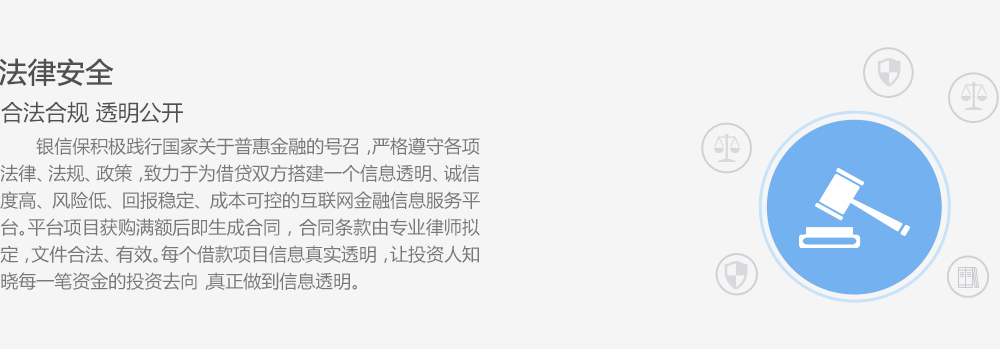 法律安全
合法合规 透明公开
银信保积极践行国家关于普惠金融的号召，严格遵守各项
法律、法规、政策，致力于为借贷双方搭建一个信息透明、诚信
度高、风险低、回报稳定、成本可控的互联网金融信息服务平
台。平台项目获购满额后即生成合同，合同条款由专业律师拟
定，文件合法、有效。每个借款项目信息真实透明，让投资人知
晓每一笔资金的投资去向，真正做到信息透明。